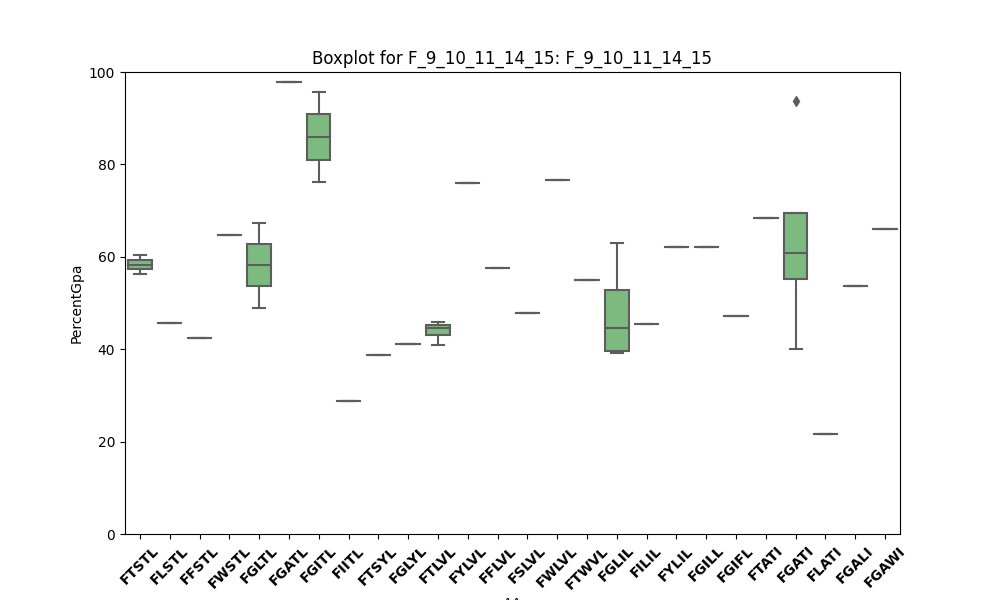 Boxplot for F_9_10_11_14_15: F_9_10_11_14_15
100
80
60
40
20
0
PercentGpa
FTSTL
FLSTL
FFSTL
FWSTL
FGLTL
FGATL
FGITL
FIITL
FTSYL
FGLYL
FTLVL
FYLVL
FFLVL
FSLVL
FWLVL
FTWVL
FGLIL
FILIL
FYLIL
FGILL
FGIFL
FTATI
FGATI
FLATI
FGALI
FGAWI